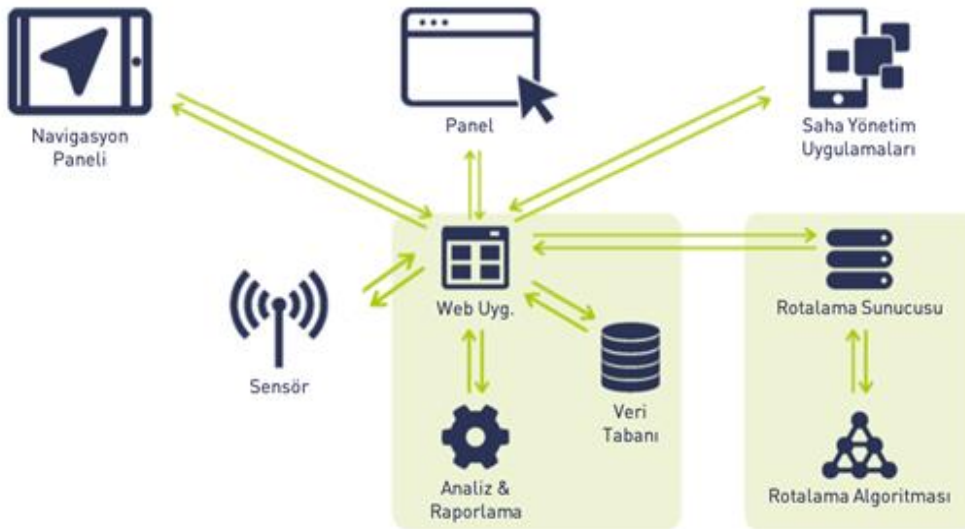 Navigasyon
Paneli
Panel
Saha Yönetim
Uygulamaları
Sensör
Web Uyg.
Rotalama Sunucusu
Veri
Tabanı
Analiz &
Raporlama
Rotalama Algoritması